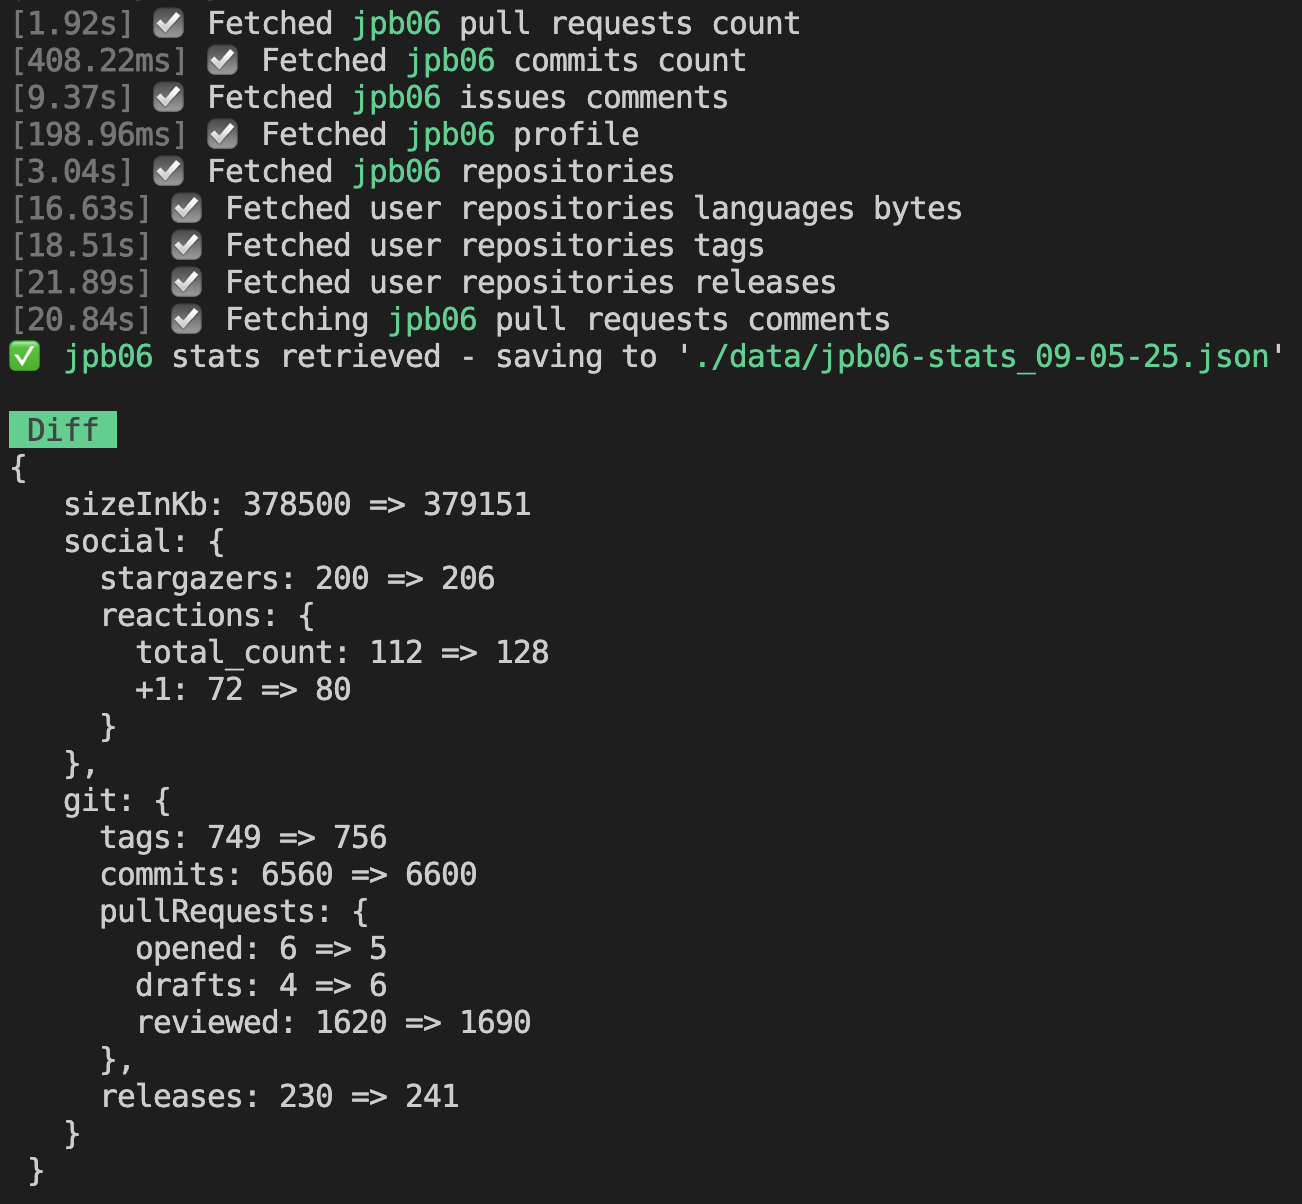 [1.92s] ✔ Fetched jpb06 pull requests count
[408.22ms] ✔ Fetched jpb06 commits count
[9.37s] ✔ Fetched jpb06 issues comments
[198.96ms] ✔ Fetched jpb06 profile
[3.04s] ✔ Fetched jpb06 repositories
[16.63s] ✔ Fetched user repositories languages bytes
[18.51s] ✔ Fetched user repositories tags
[21.89s] ✔ Fetched user repositories releases
[20.84s] ✔ Fetching jpb06 pull requests comments
✅ jpb06 stats retrieved - saving to './data/jpb06-stats_09-05-25.json'
Diff
{
   sizeInKb: 378500 => 379151
   social: {
     stargazers: 200 => 206
     reactions: {
       total_count: 112 => 128
       +1: 72 => 80
     }
   },
   git: {
     tags: 749 => 756
     commits: 6560 => 6600
     pullRequests: {
       opened: 6 => 5
       drafts: 4 => 6
       reviewed: 1620 => 1690
     },
     releases: 230 => 241
   }
 }